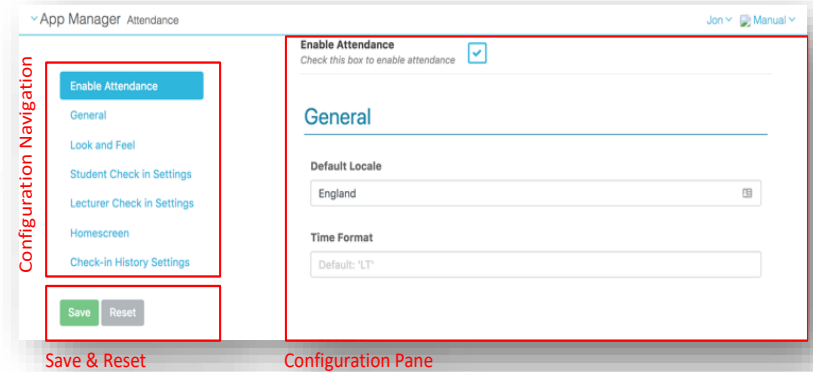 App Manager Attendance
Jon Manual
Configuration Navigation
Enable Attendance
General
Look and Feel
Student Check in Settings
Lecturer Check in Settings
Homescreen
Check-in History Settings
Save Reset
Save & Reset
Enable Attendance
Check this box to enable attendance
General
Default Locale
England
Time Format
Default: 'LT'
Configuration Pane